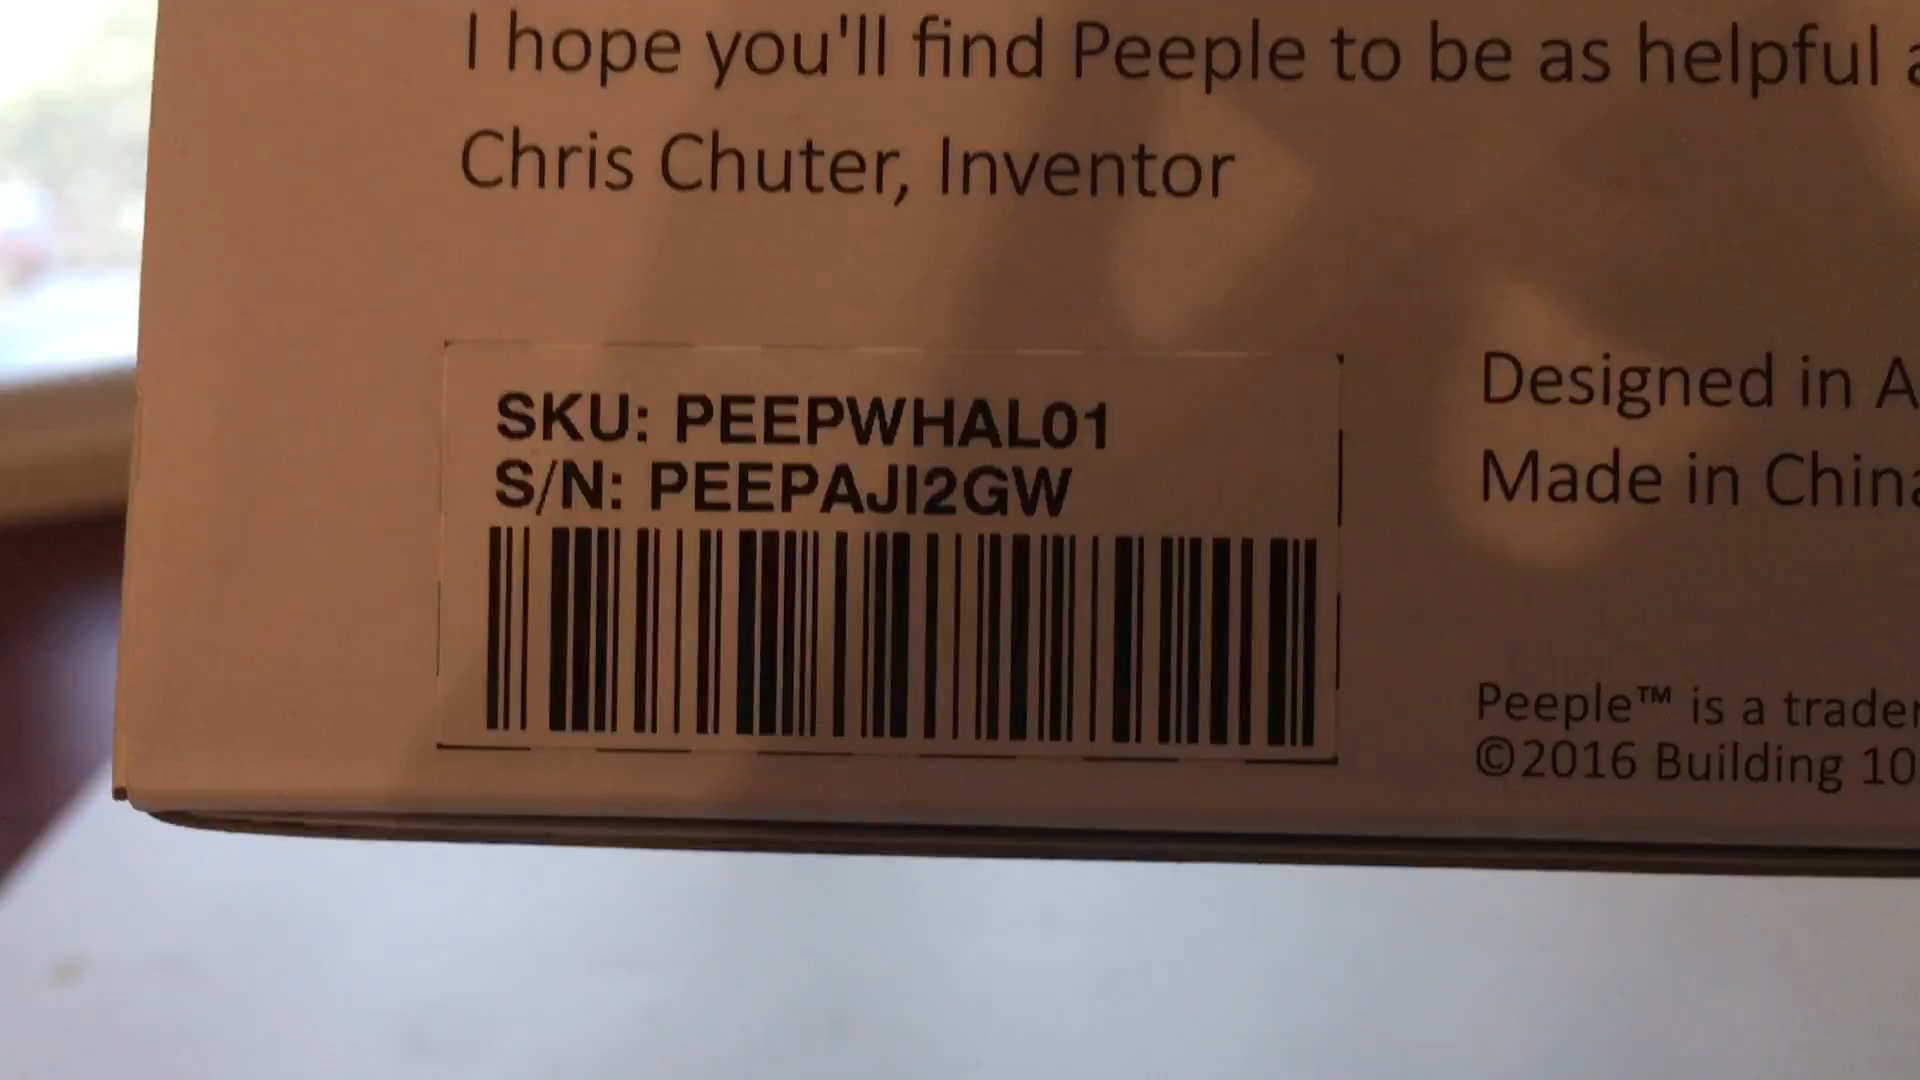 I hope you'll find Peeple to be as helpful
Chris Chuter, Inventor
SKU: PEEPWHAL01
S/N: PEEPAJI2GW
Designed in
Made in China
Peeple™ is a
©2016 Building